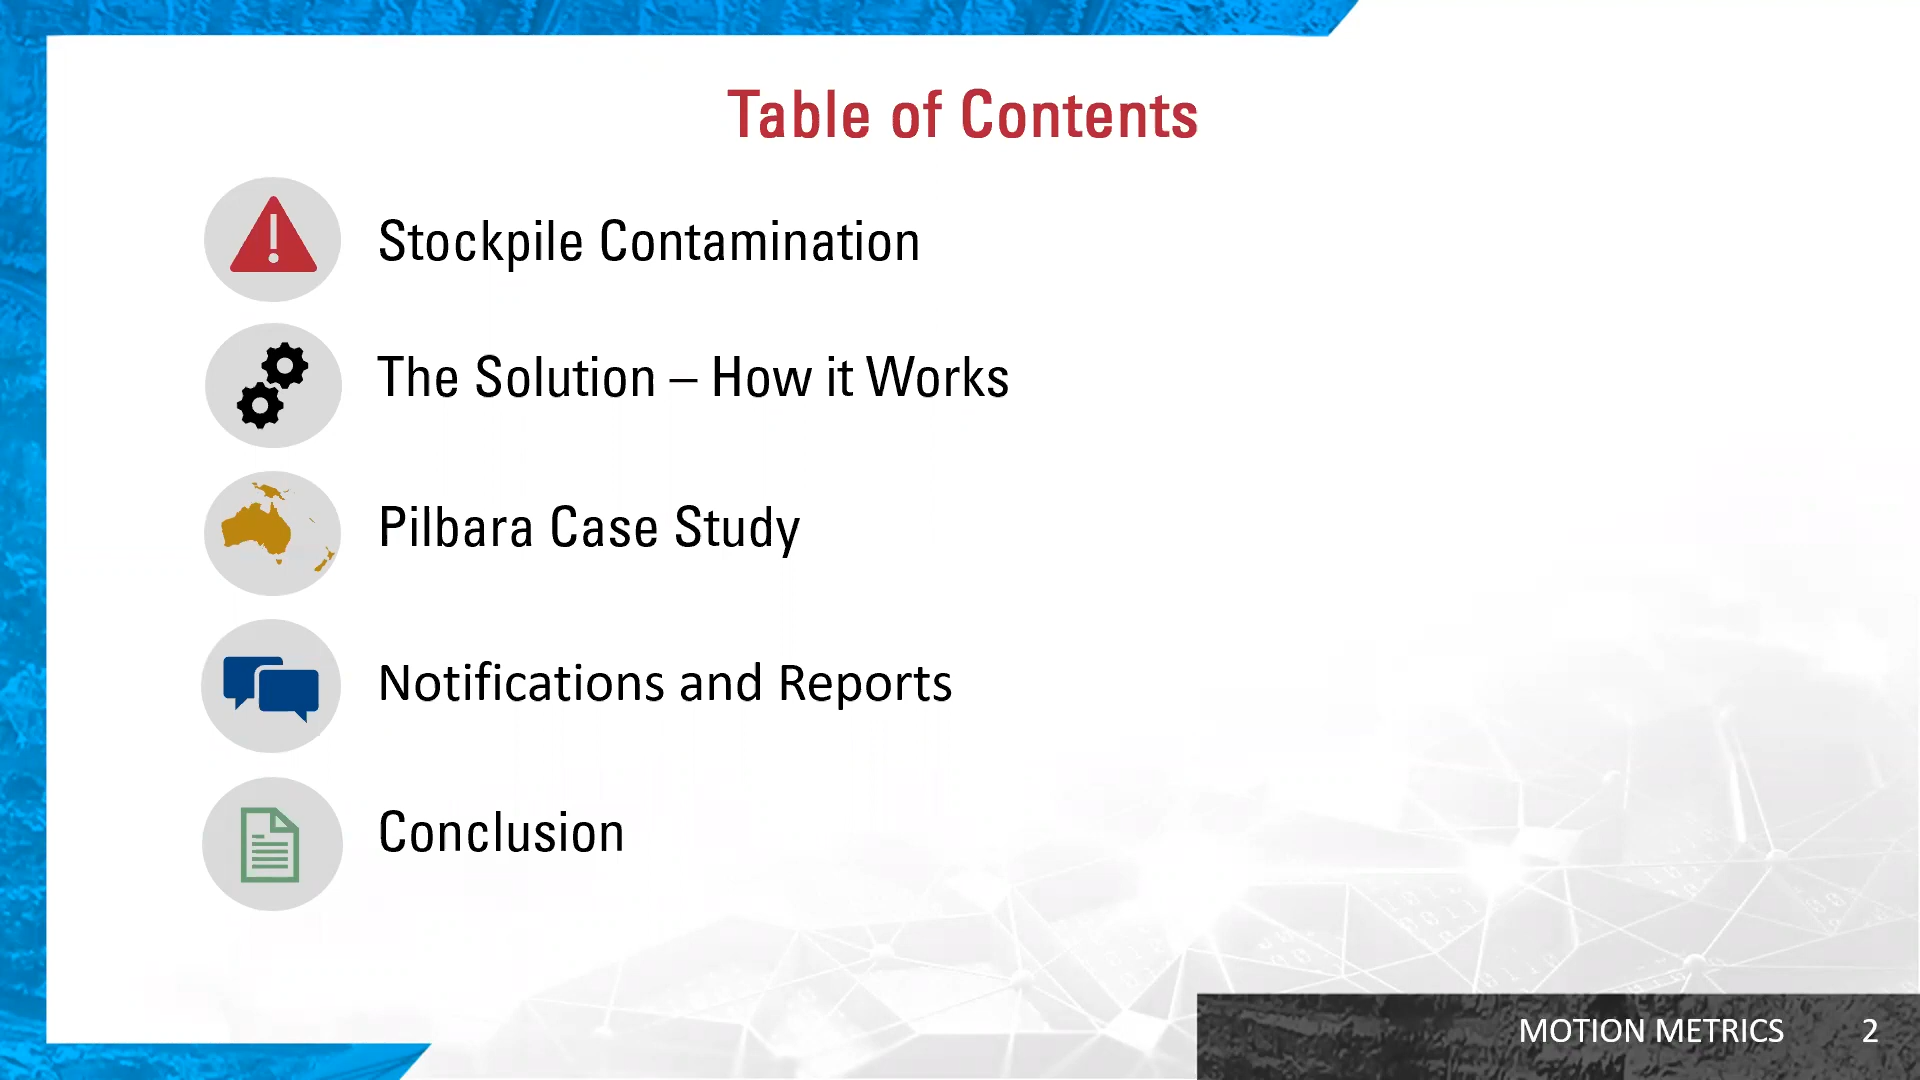 Table of Contents
Stockpile Contamination
The Solution – How it Works
Pilbara Case Study
Notifications and Reports
Conclusion
MOTION METRICS 2